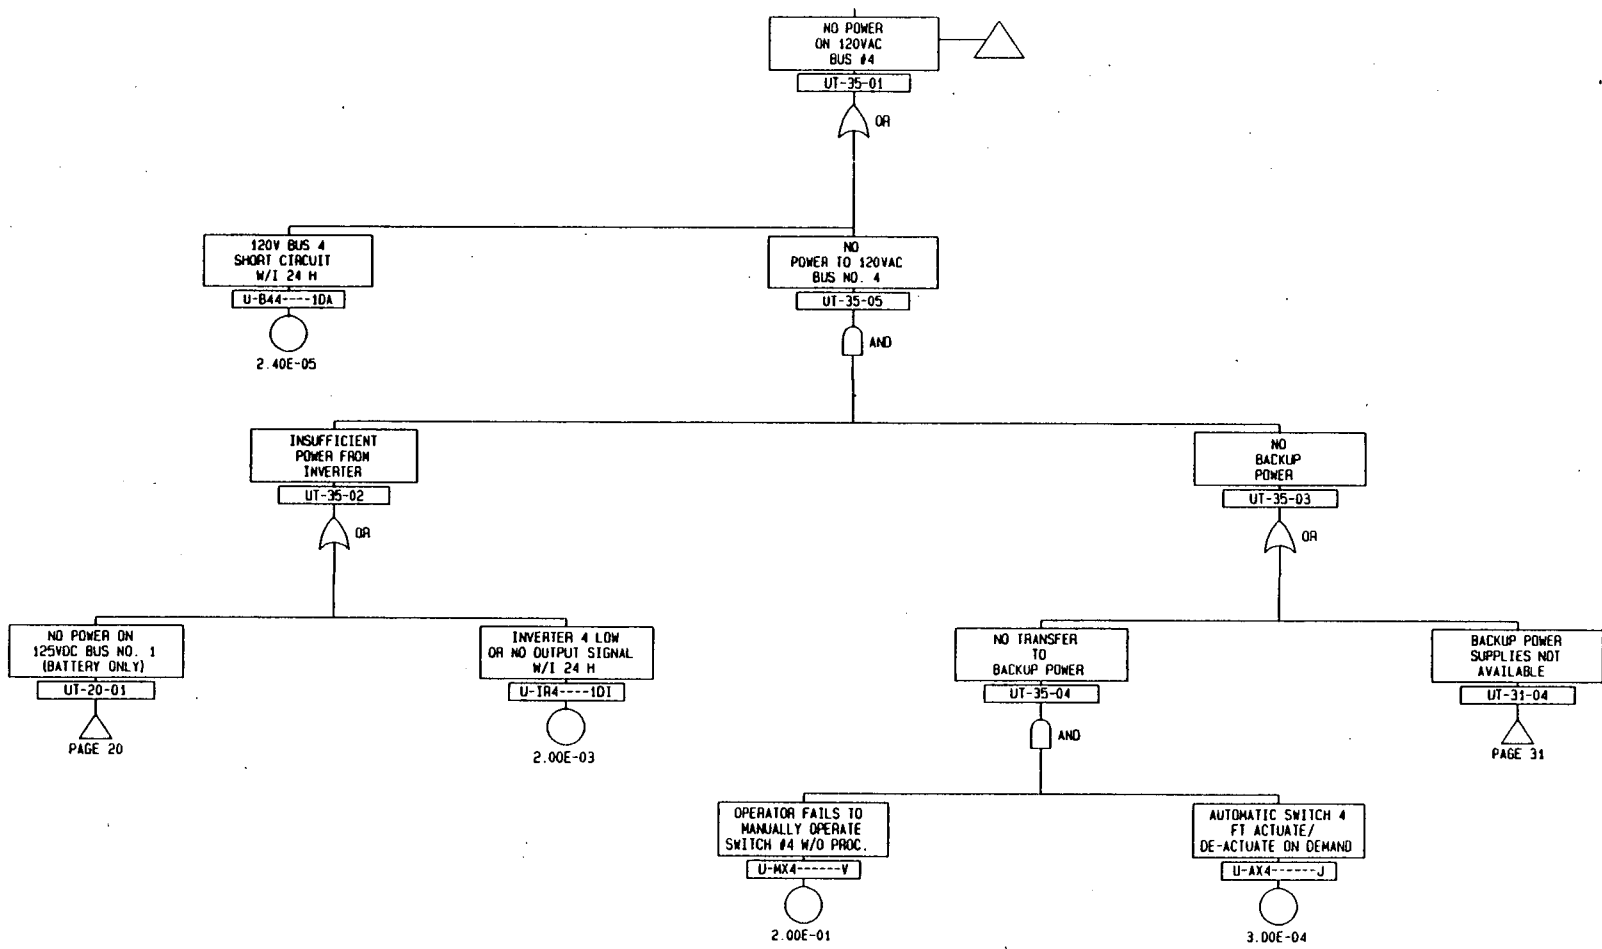 NO POWER
ON 120VAC
BUS #4
UT-35-01
OR
120V BUS 4
SHORT CIRCUIT
W/I 24 H
U-B44----1DA
2.40E-05
NO
POWER TO 120VAC
BUS NO. 4
UT-35-05
AND
INSUFFICIENT
POWER FROM
INVERTER
UT-35-02
OR
NO
BACKUP
POWER
UT-35-03
OR
NO POWER ON
125VDC BUS NO. 1
(BATTERY ONLY)
UT-20-01
PAGE 20
INVERTER 4 LOW
OR NO OUTPUT SIGNAL
W/I 24 H
U-IR4----1DI
2.00E-03
NO TRANSFER
TO
BACKUP POWER
UT-35-04
AND
BACKUP POWER
SUPPLIES NOT
AVAILABLE
UT-31-04
PAGE 31
OPERATOR FAILS TO
MANUALLY OPERATE
SWITCH #4 W/O PROC.
U-MX4------V
2.00E-01
AUTOMATIC SWITCH 4
FT ACTUATE/
DE-ACTUATE ON DEMAND
U-AX4------J
3.00E-04